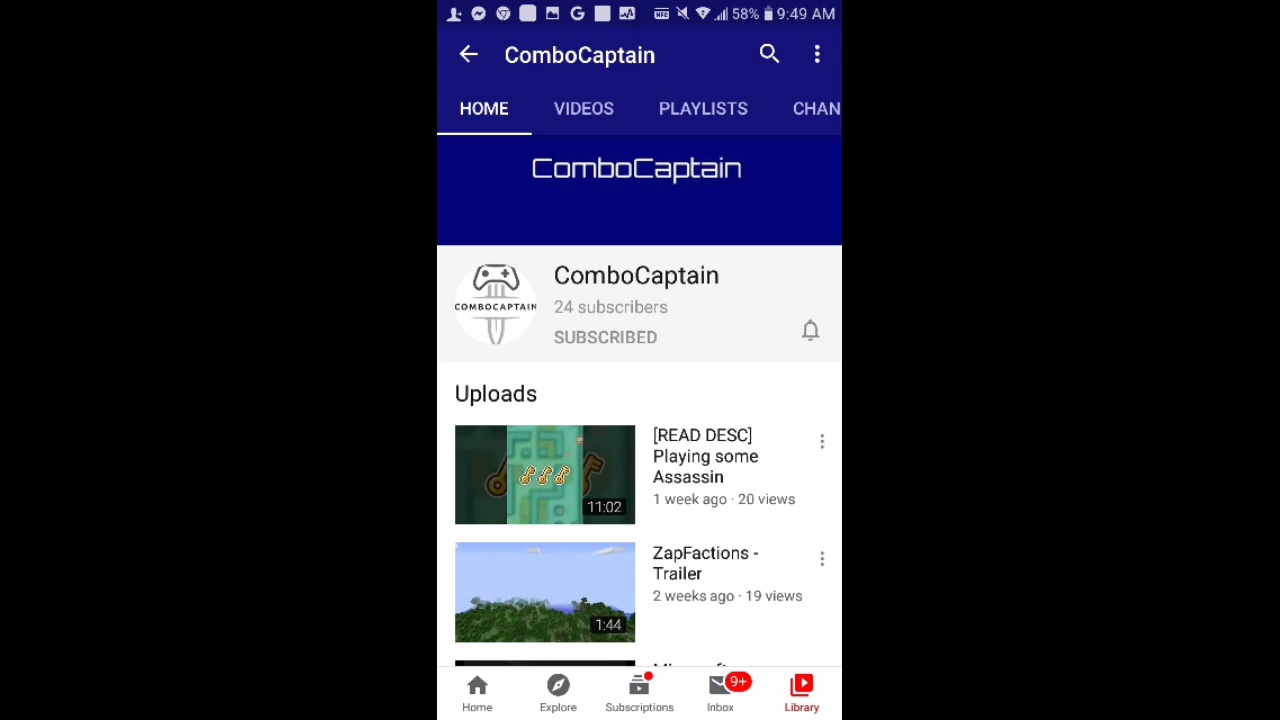 58% 9:49 AM
ComboCaptain
HOME VIDEOS PLAYLISTS CHAN
ComboCaptain
COMBOCAPTAIN
ComboCaptain
24 subscribers
SUBSCRIBED
Uploads
[READ DESC]
Playing some
Assassin
1 week ago · 20 views
11:02
ZapFactions -
Trailer
2 weeks ago · 19 views
1:44
Home Explore Subscriptions Inbox 9+ Library